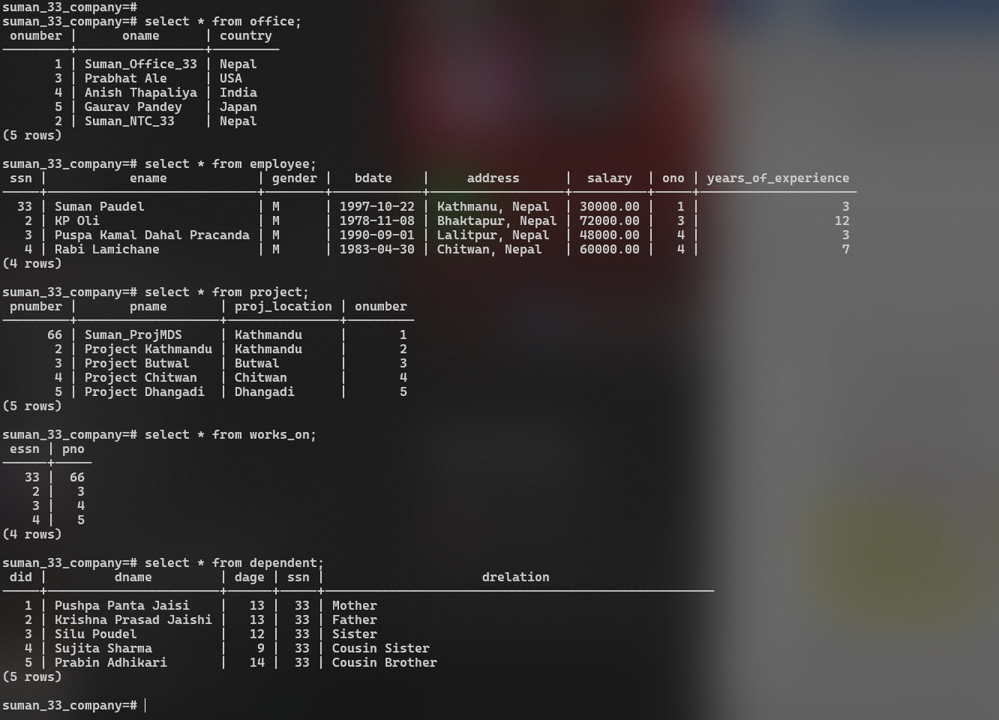 suman_33_company=#
suman_33_company=# select * from office;
 onumber |      oname      | country
---------+-----------------+---------
       1 | Suman_Office_33 | Nepal
       3 | Prabhat Ale     | USA
       4 | Anish Thapaliya | India
       5 | Gaurav Pandey   | Japan
       2 | Suman_NTC_33    | Nepal
(5 rows)

suman_33_company=# select * from employee;
 ssn |           ename            | gender |   bdate    |     address      |  salary  | ono | years_of_experience
-----+----------------------------+--------+------------+------------------+----------+-----+---------------------
  33 | Suman Paudel               | M      | 1997-10-22 | Kathmanu, Nepal  | 30000.00 |   1 |                   3
   2 | KP Oli                     | M      | 1978-11-08 | Bhaktapur, Nepal | 72000.00 |   3 |                  12
   3 | Puspa Kamal Dahal Pracanda | M      | 1990-09-01 | Lalitpur, Nepal  | 48000.00 |   4 |                   3
   4 | Rabi Lamichane             | M      | 1983-04-30 | Chitwan, Nepal   | 60000.00 |   4 |                   7
(4 rows)

suman_33_company=# select * from project;
 pnumber |       pname       | proj_location | onumber
---------+-------------------+---------------+---------
      66 | Suman_ProjMDS     | Kathmandu     |       1
       2 | Project Kathmandu | Kathmandu     |       2
       3 | Project Butwal    | Butwal        |       3
       4 | Project Chitwan   | Chitwan       |       4
       5 | Project Dhangadi  | Dhangadi      |       5
(5 rows)

suman_33_company=# select * from works_on;
 essn | pno
------+-----
   33 |  66
    2 |   3
    3 |   4
    4 |   5
(4 rows)

suman_33_company=# select * from dependent;
 did |         dname         | dage | ssn |                     drelation
-----+-----------------------+------+-----+----------------------------------------------------
   1 | Pushpa Panta Jaisi    |   13 |  33 | Mother
   2 | Krishna Prasad Jaishi |   13 |  33 | Father
   3 | Silu Poudel           |   12 |  33 | Sister
   4 | Sujita Sharma         |    9 |  33 | Cousin Sister
   5 | Prabin Adhikari       |   14 |  33 | Cousin Brother
(5 rows)

suman_33_company=#